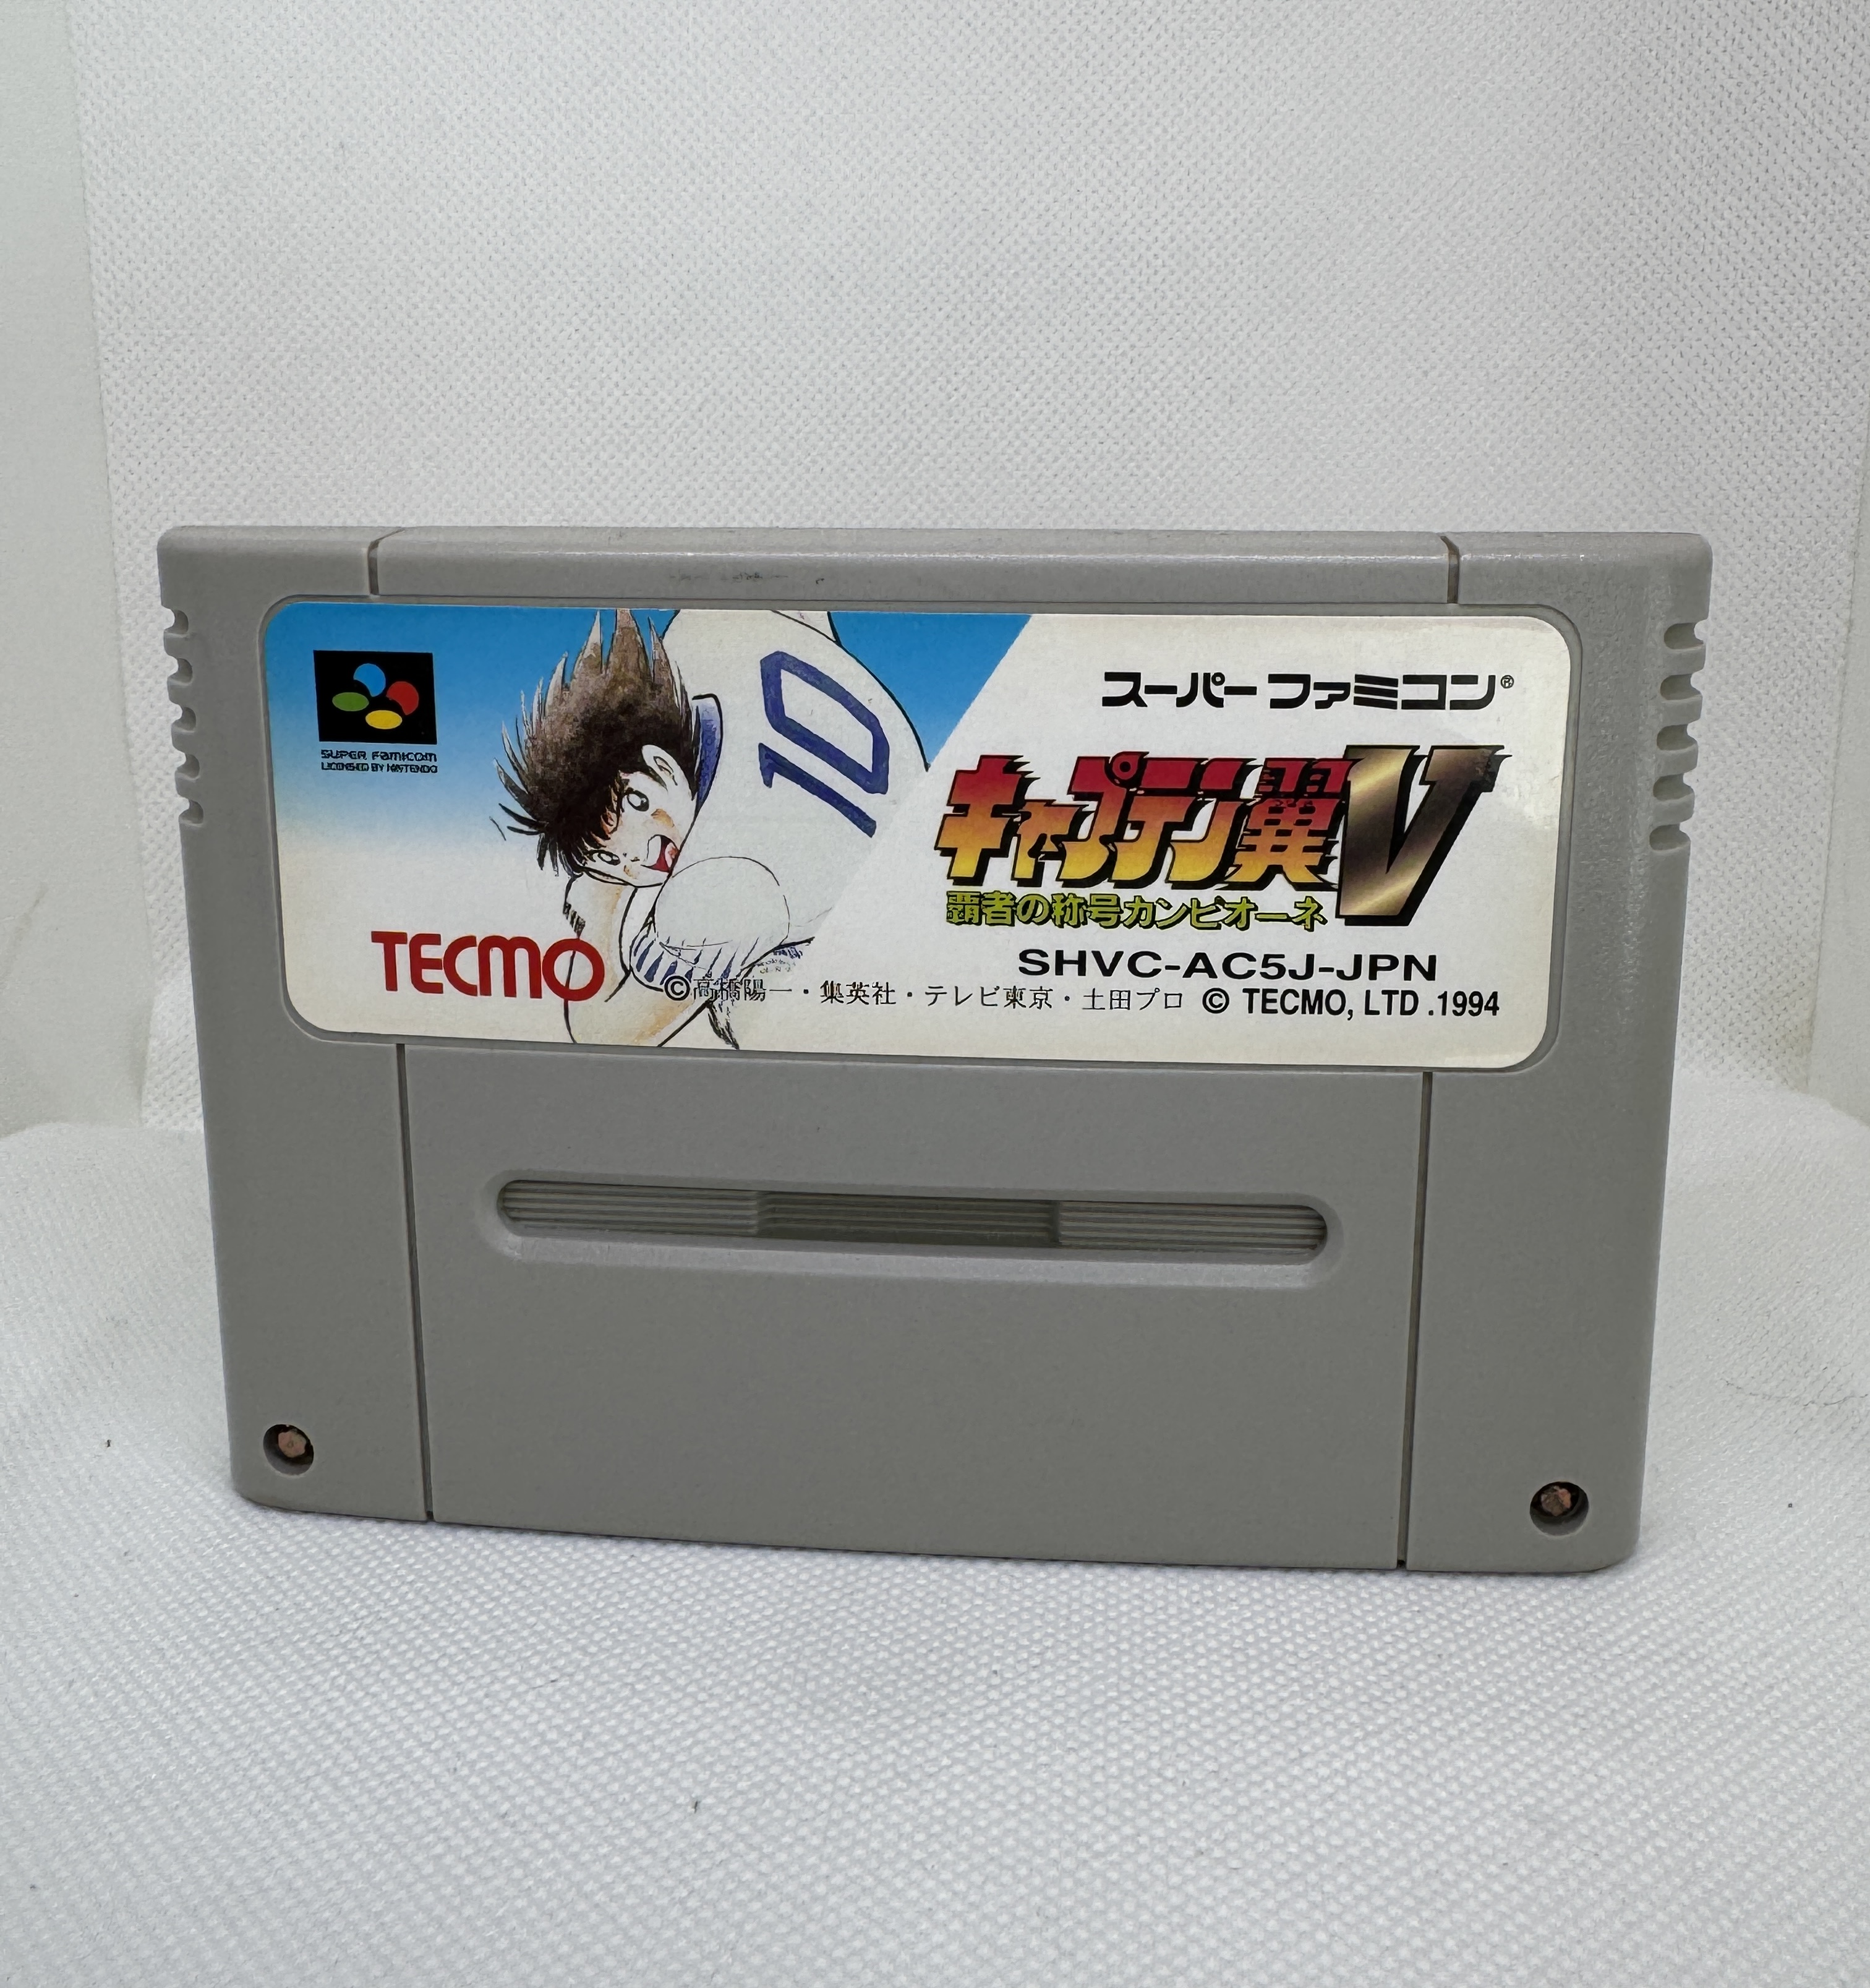 SUPER FAMICOM
LICENSED BY NINTENDO
10
スーパーファミコン®
キャプテン翼V
覇者の称号カンピオーネ
TECMO
SHVC-AC5J-JPN
©高橋陽一・集英社・テレビ東京・土田プロ © TECMO, LTD .1994